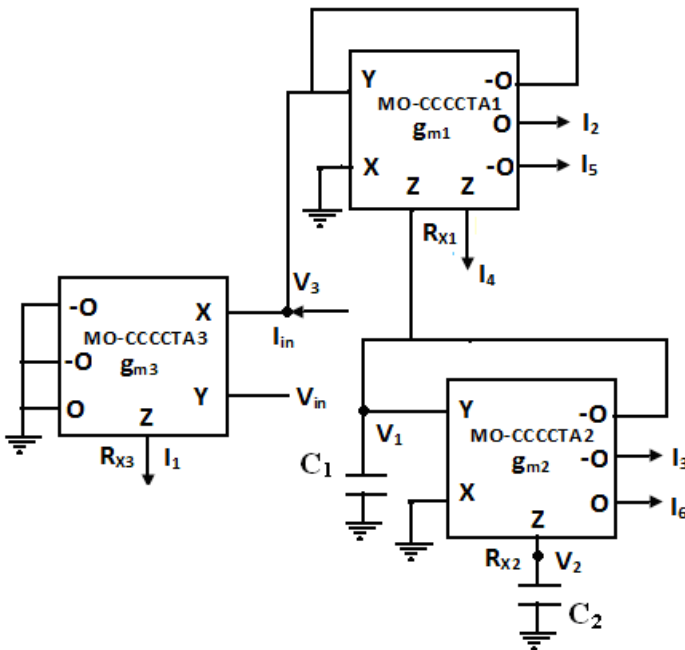 Y -O
MO-CCCCTA1
O I2
gm1
X -O I5
Z Z
RX1
I4
V3
-O X
Iin
MO-CCCCTA3
-O
gm3
O Y Vin
Z
RX3 I1
Y -O
V1
MO-CCCCTA2
-O I3
gm2
C1
X O I6
Z
RX2 V2
C2